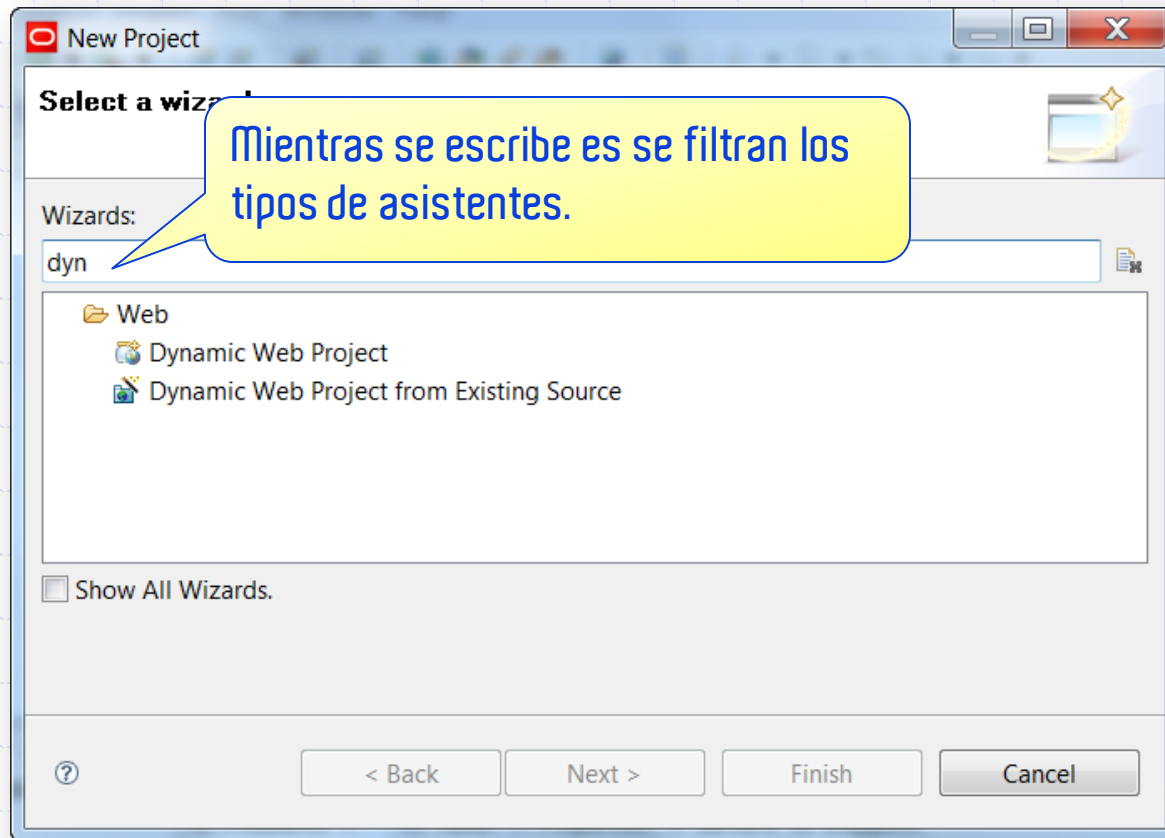 New Project
Select a wizard
Mientras se escribe es se filtran los
tipos de asistentes.
Wizards:
dyn
Web
Dynamic Web Project
Dynamic Web Project from Existing Source
Show All Wizards.
< Back
Next >
Finish
Cancel